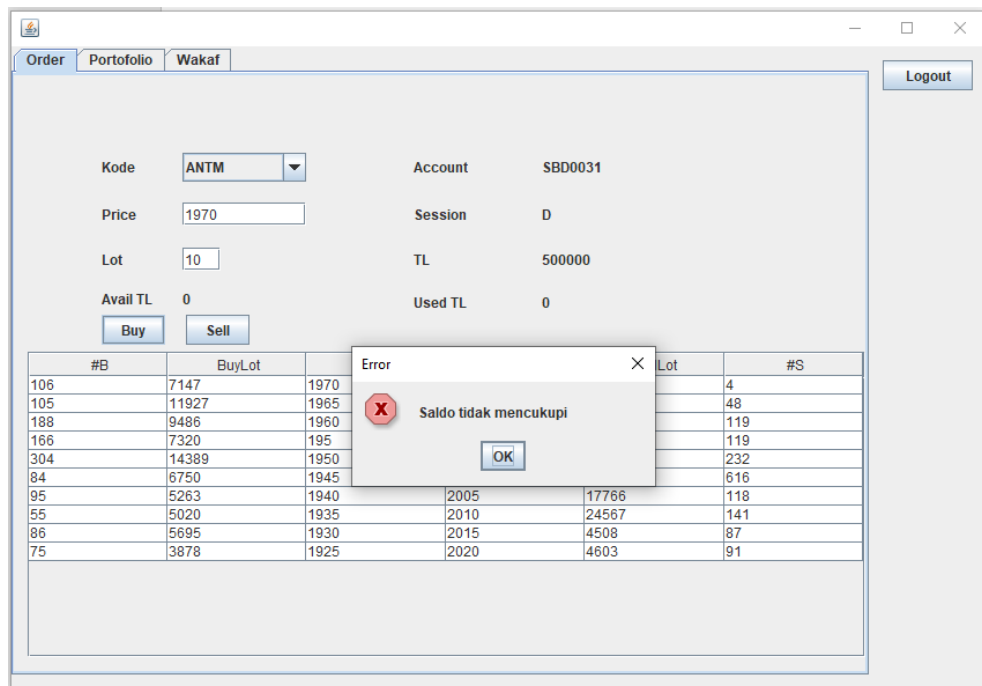 Order Portofolio Wakaf
Logout
Kode ANTM Account SBD0031
Price 1970 Session D
Lot 10 TL 500000
Avail TL 0 Used TL 0
Buy Sell
#B BuyLot Lot #S
Error
Saldo tidak mencukupi
OK
106 7147 1970 4
105 11927 1965 48
188 9486 1960 119
166 7320 195 119
304 14389 1950 232
84 6750 1945 616
95 5263 1940 2005 17766 118
55 5020 1935 2010 24567 141
86 5695 1930 2015 4508 87
75 3878 1925 2020 4603 91